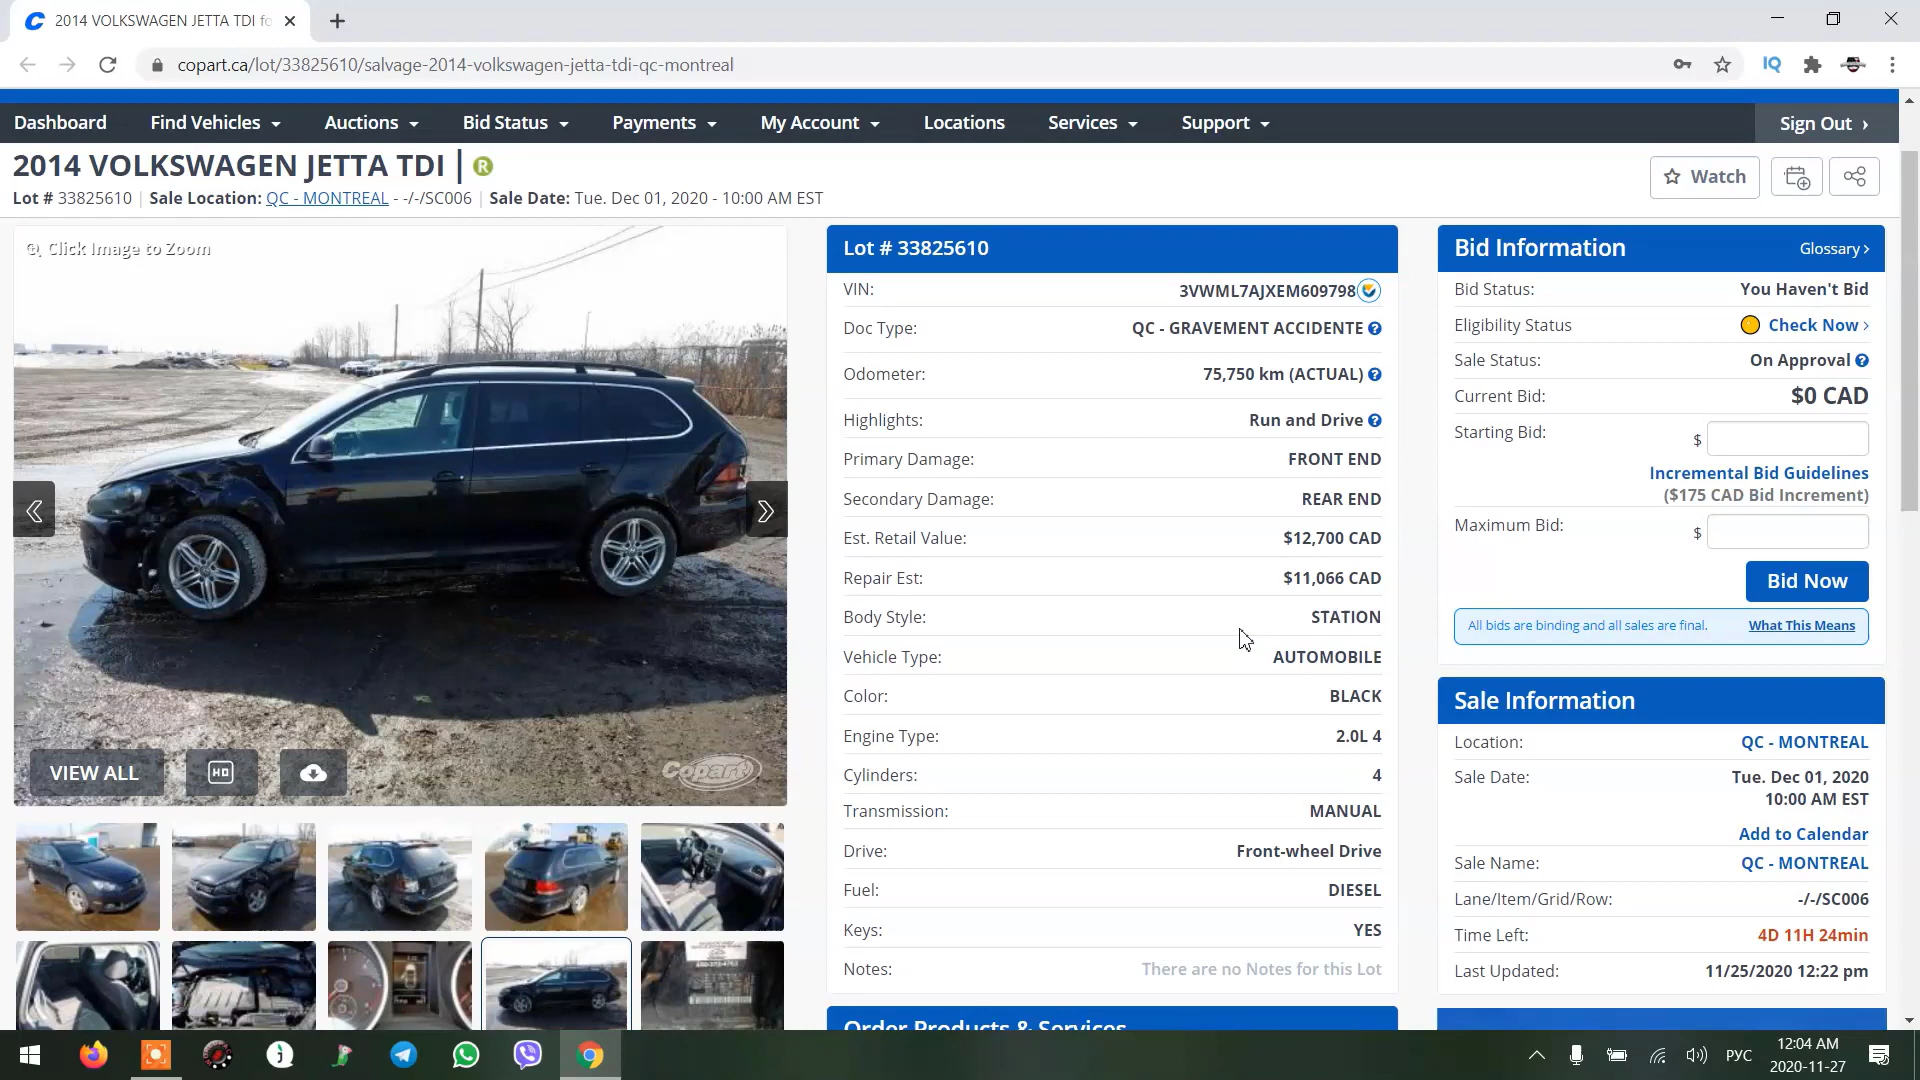 2014 VOLKSWAGEN JETTA TDI fo
copart.ca/lot/33825610/salvage-2014-volkswagen-jetta-tdi-qc-montreal
IQ
Dashboard Find Vehicles Auctions Bid Status Payments My Account Locations Services Support Sign Out ›
2014 VOLKSWAGEN JETTA TDI | R
Lot # 33825610 | Sale Location: QC - MONTREAL - -/-/SC006 | Sale Date: Tue. Dec 01, 2020 - 10:00 AM EST
Watch
Click Image to Zoom
VIEW ALL
HD
Copart
Lot # 33825610
VIN: 3VWML7AJXEM609798
Doc Type: QC - GRAVEMENT ACCIDENTE ?
Odometer: 75,750 km (ACTUAL) ?
Highlights: Run and Drive ?
Primary Damage: FRONT END
Secondary Damage: REAR END
Est. Retail Value: $12,700 CAD
Repair Est: $11,066 CAD
Body Style: STATION
Vehicle Type: AUTOMOBILE
Color: BLACK
Engine Type: 2.0L 4
Cylinders: 4
Transmission: MANUAL
Drive: Front-wheel Drive
Fuel: DIESEL
Keys: YES
Notes: There are no Notes for this Lot
Order Products & Services
Bid Information Glossary ›
Bid Status: You Haven't Bid
Eligibility Status Check Now ›
Sale Status: On Approval ?
Current Bid: $0 CAD
Starting Bid: $
Incremental Bid Guidelines
($175 CAD Bid Increment)
Maximum Bid: $
Bid Now
All bids are binding and all sales are final. What This Means
Sale Information
Location: QC - MONTREAL
Sale Date: Tue. Dec 01, 2020
10:00 AM EST
Add to Calendar
Sale Name: QC - MONTREAL
Lane/Item/Grid/Row: -/-/SC006
Time Left: 4D 11H 24min
Last Updated: 11/25/2020 12:22 pm
РУС
12:04 AM
2020-11-27